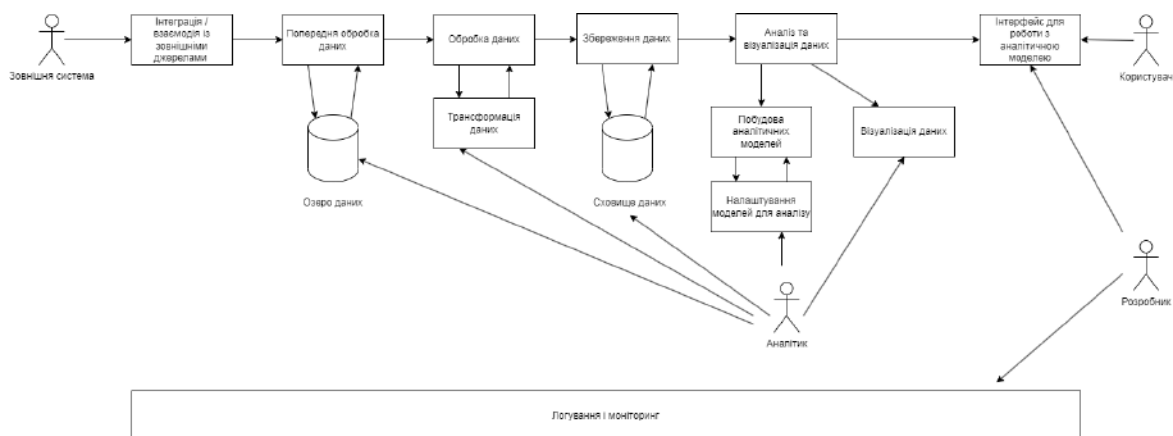 Інтеграція /
взаємодія із
зовнішніми
джерелами
Попередня обробка
даних
Обробка даних
Збереження даних
Аналіз та
візуалізація даних
Інтерфейс для
роботи з
аналітичною
моделею
Зовнішня система
Користувач
Трансформація
даних
Побудова
аналітичних
моделей
Візуалізація даних
Озеро даних
Сховище даних
Налаштування
моделей для аналізу
Розробник
Аналітик
Логування і моніторинг